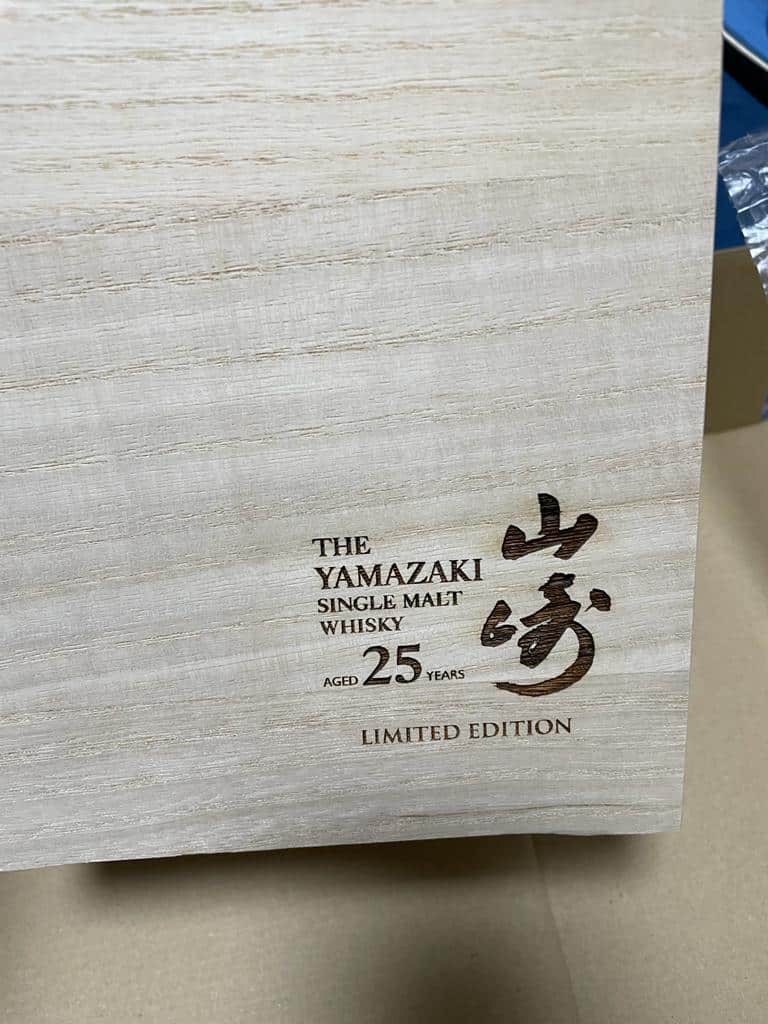 THE
YAMAZAKI
SINGLE MALT
WHISKY
AGED 25 YEARS
山崎
LIMITED EDITION